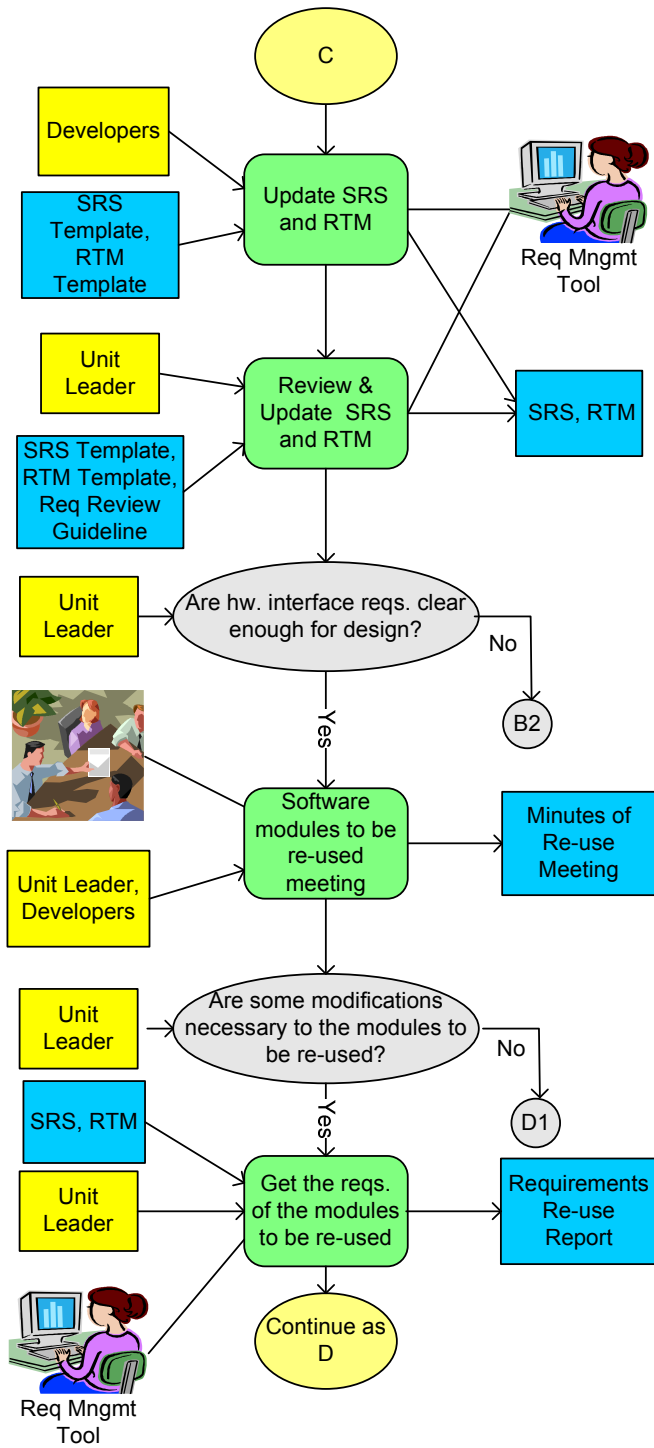 C
Developers
Update SRS
and RTM
SRS
Template,
RTM
Template
Req Mngmt
Tool
Unit
Leader
Review &
Update SRS
and RTM
SRS, RTM
SRS Template,
RTM Template,
Req Review
Guideline
Unit
Leader
Are hw. interface reqs. clear
enough for design?
No
B2
Yes
Software
modules to be
re-used
meeting
Minutes of
Re-use
Meeting
Unit Leader,
Developers
Unit
Leader
Are some modifications
necessary to the modules to
be re-used?
No
D1
Yes
SRS, RTM
Unit
Leader
Get the reqs.
of the modules
to be re-used
Requirements
Re-use
Report
Continue as
D
Req Mngmt
Tool